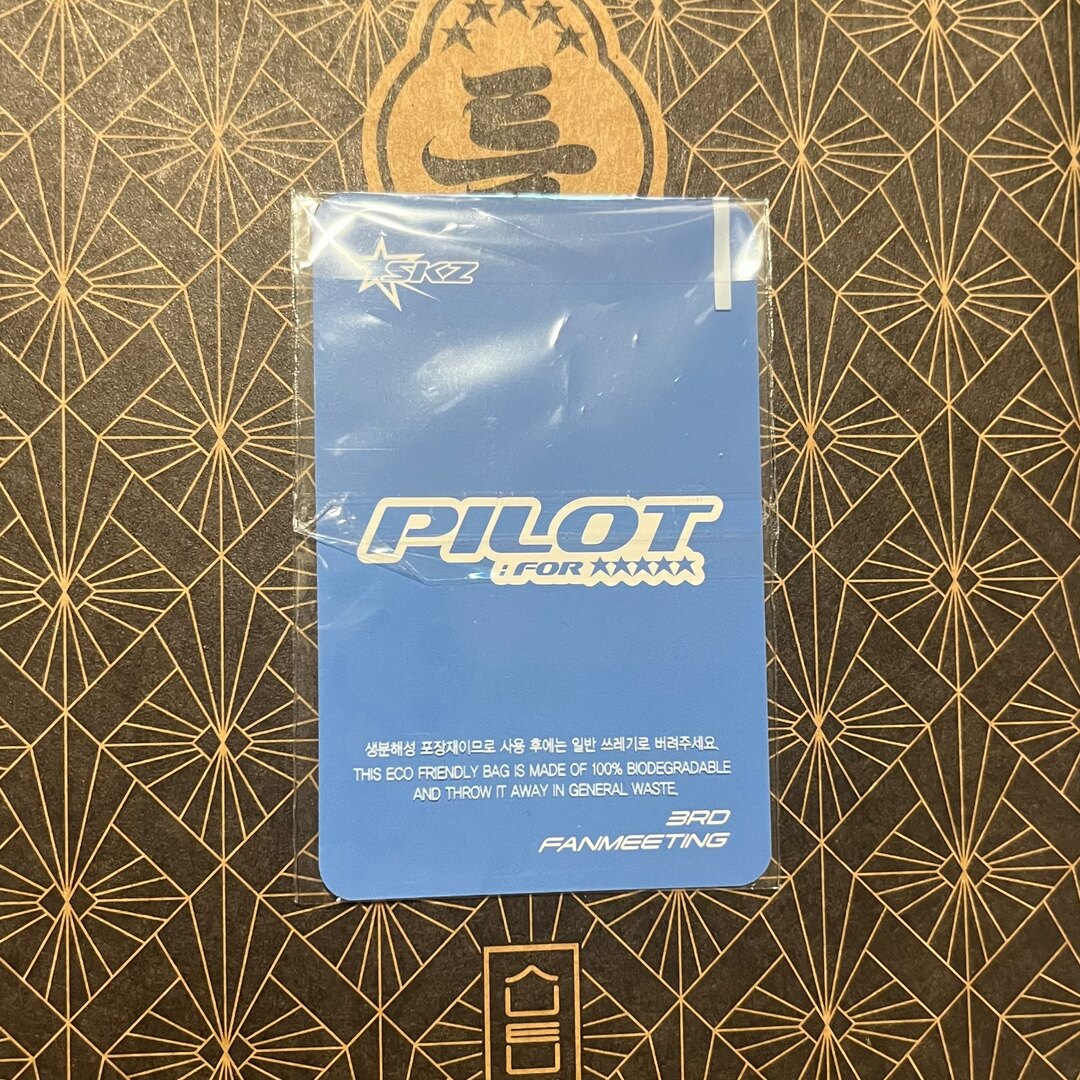 특
SKZ
PILOT
: FOR ★★★★★
생분해성 포장재이므로 사용 후에는 일반 쓰레기로 버려주세요.
THIS ECO FRIENDLY BAG IS MADE OF 100% BIODEGRADABLE
AND THROW IT AWAY IN GENERAL WASTE.
3RD
FANMEETING